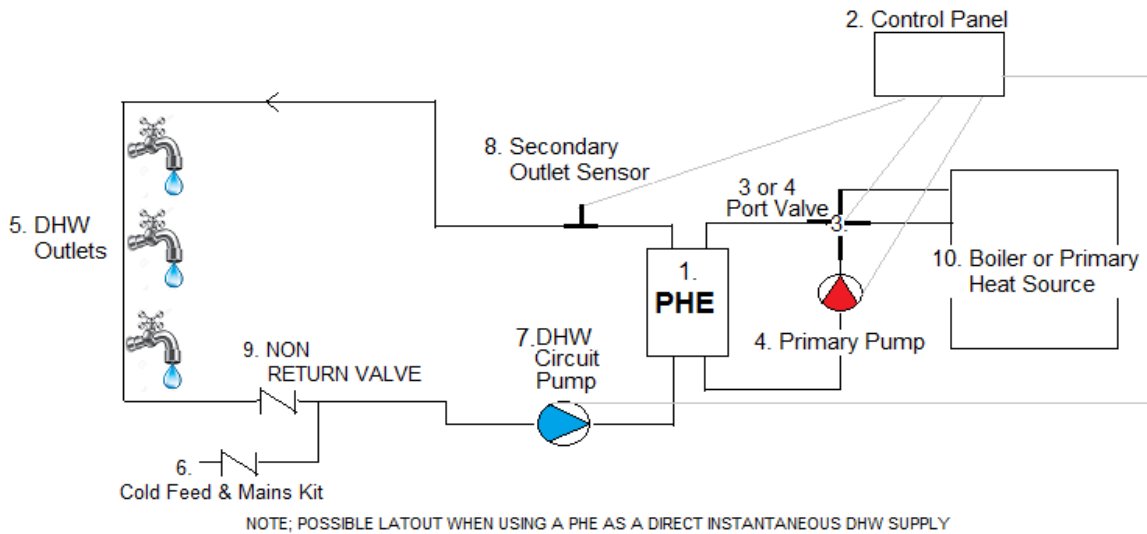 2. Control Panel
8. Secondary
Outlet Sensor
3 or 4
Port Valve
3.
5. DHW
Outlets
1.
PHE
10. Boiler or Primary
Heat Source
7.DHW
Circuit
Pump
4. Primary Pump
9. NON
RETURN VALVE
6.
Cold Feed & Mains Kit
NOTE; POSSIBLE LATOUT WHEN USING A PHE AS A DIRECT INSTANTANEOUS DHW SUPPLY